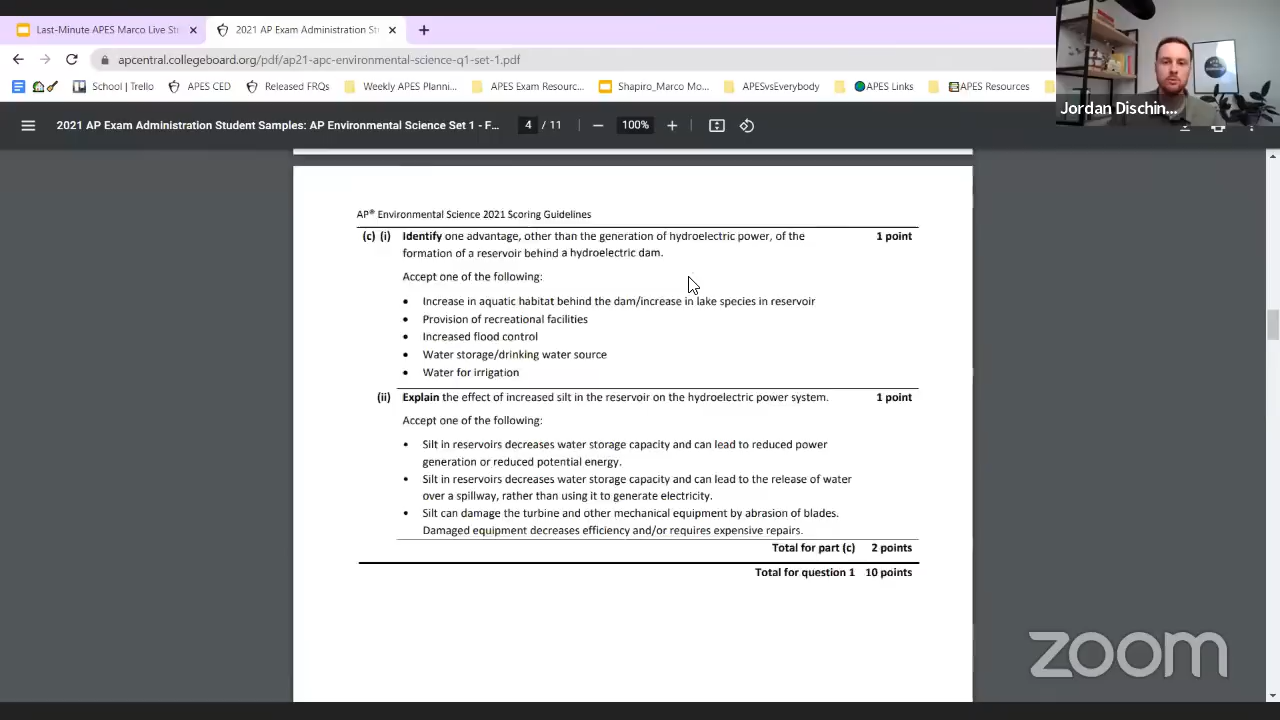 Last-Minute APES Marco Live St
2021 AP Exam Administration St
apcentral.collegeboard.org/pdf/ap21-apc-environmental-science-q1-set-1.pdf
School | Trello
APES CED
Released FRQs
Weekly APES Planni...
APES Exam Resourc...
Shapiro_Marco Mo...
APESvsEverybody
APES Links
APES Resources
Jordan Dischin...
2021 AP Exam Administration Student Samples: AP Environmental Science Set 1 - F...
4 / 11
100%
AP® Environmental Science 2021 Scoring Guidelines
(c) (i) Identify one advantage, other than the generation of hydroelectric power, of the 1 point
formation of a reservoir behind a hydroelectric dam.
Accept one of the following:
• Increase in aquatic habitat behind the dam/increase in lake species in reservoir
• Provision of recreational facilities
• Increased flood control
• Water storage/drinking water source
• Water for irrigation
(ii) Explain the effect of increased silt in the reservoir on the hydroelectric power system. 1 point
Accept one of the following:
• Silt in reservoirs decreases water storage capacity and can lead to reduced power
generation or reduced potential energy.
• Silt in reservoirs decreases water storage capacity and can lead to the release of water
over a spillway, rather than using it to generate electricity.
• Silt can damage the turbine and other mechanical equipment by abrasion of blades.
Damaged equipment decreases efficiency and/or requires expensive repairs.
Total for part (c) 2 points
Total for question 1 10 points
zoom